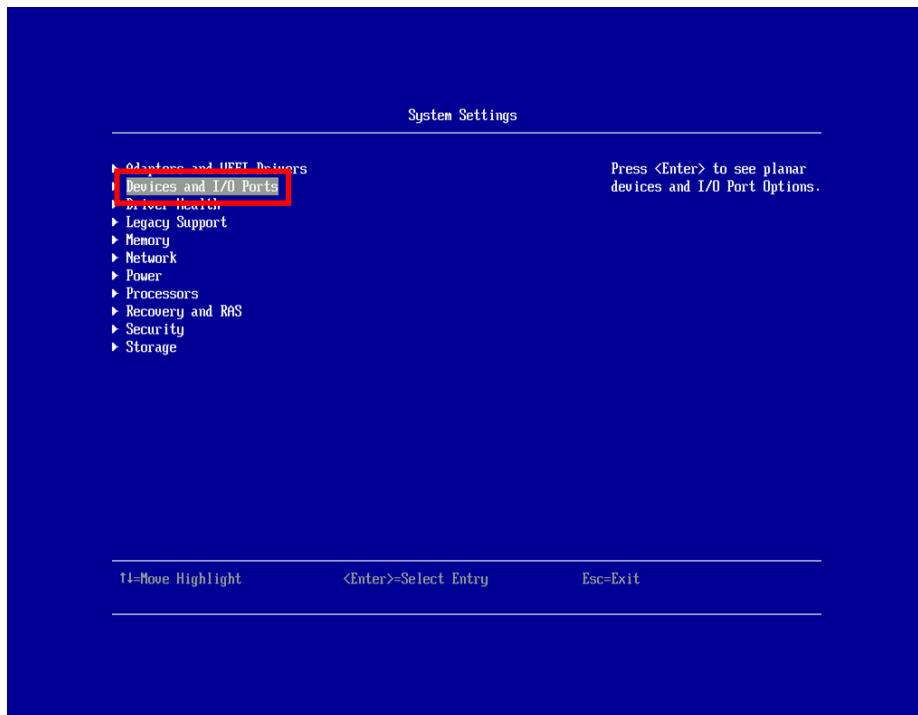 System Settings
Adapters and UEFI Drivers
Devices and I/O Ports
Driver Health
Legacy Support
Memory
Network
Power
Processors
Recovery and RAS
Security
Storage
Press <Enter> to see planar
devices and I/O Port Options.
↑↓=Move Highlight <Enter>=Select Entry Esc=Exit